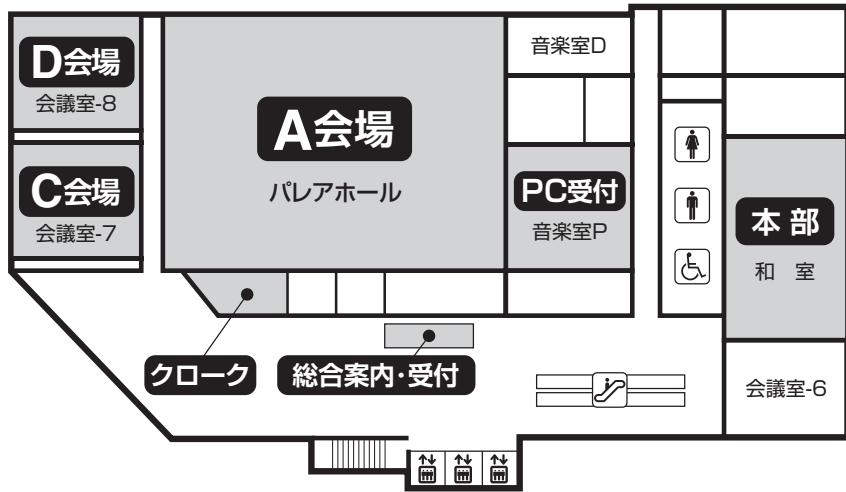 音楽室D
D会場
会議室-8
A会場
パレアホール
C会場
会議室-7
PC受付
音楽室P
本部
和 室
クローク
総合案内・受付
会議室-6